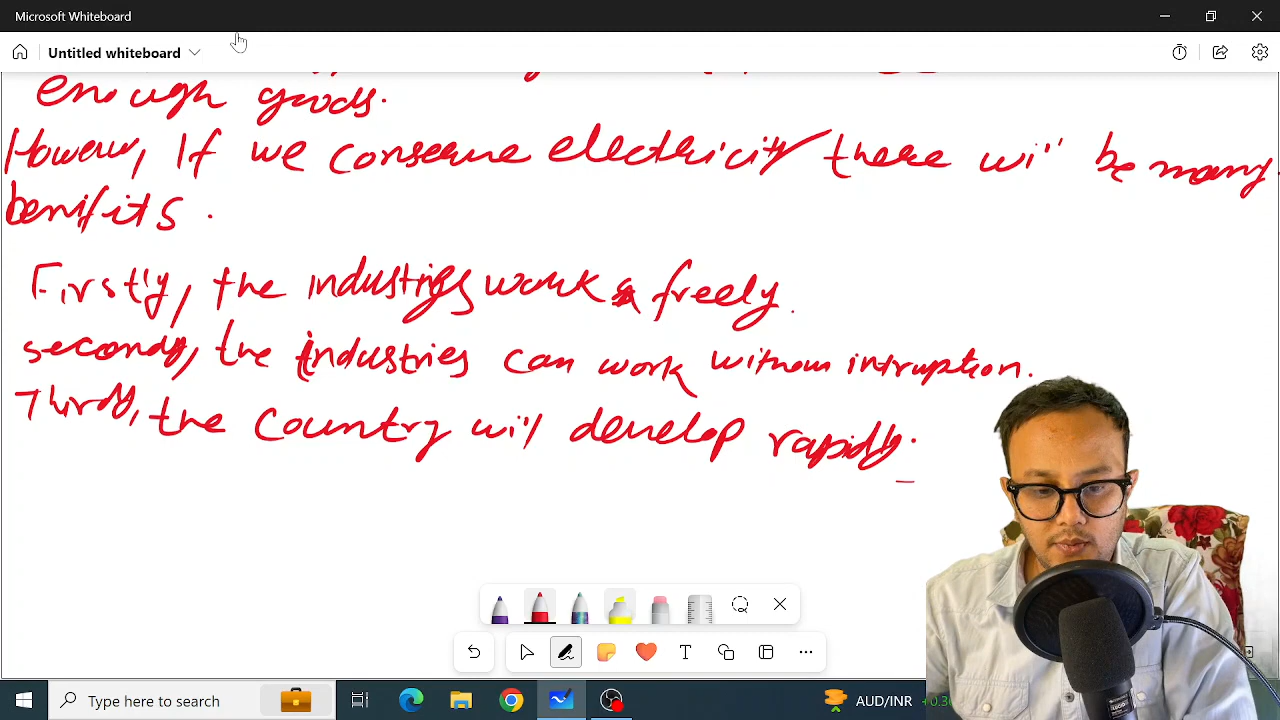 Microsoft Whiteboard
Untitled whiteboard
enough goods.
However, If we conserve electricity there will be many
benifits.
Firstly, the industries work freely.
secondly, the industries can work without intruption.
Thirdly, the country will develop rapidly.
Type here to search
AUD/INR